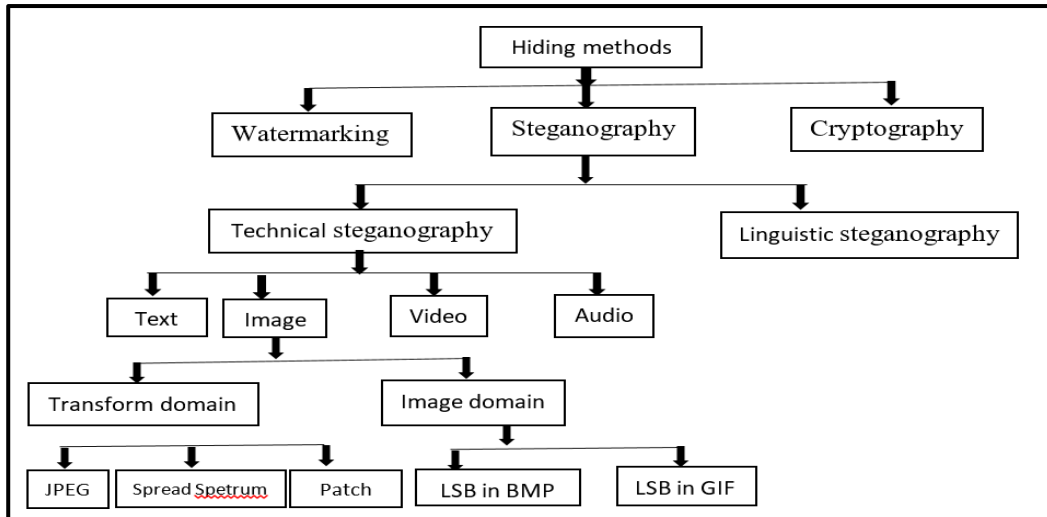 Hiding methods
Watermarking
Steganography
Cryptography
Technical steganography
Linguistic steganography
Text
Image
Video
Audio
Transform domain
Image domain
JPEG
Spread Spetrum
Patch
LSB in BMP
LSB in GIF